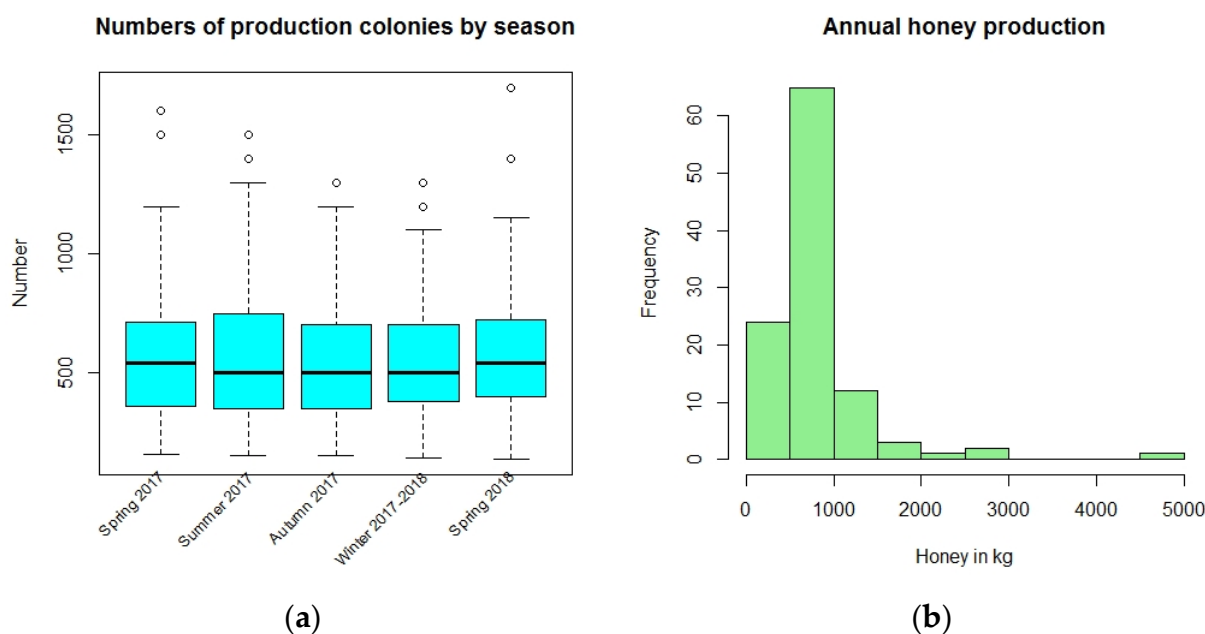 Numbers of production colonies by season
Number
500
1000
1500
Spring 2017
Summer 2017
Autumn 2017
Winter 2017-2018
Spring 2018
(a)
Annual honey production
Frequency
0
10
20
30
40
50
60
0
1000
2000
3000
4000
5000
Honey in kg
(b)